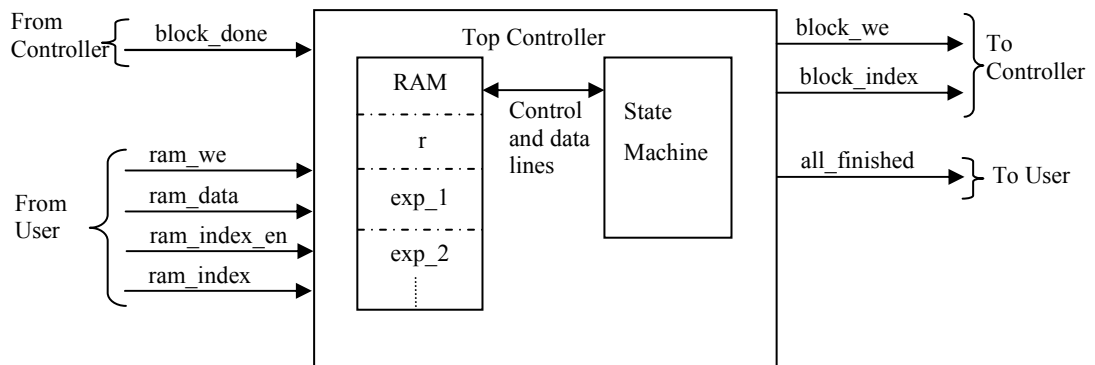 From
Controller
block_done
ram_we
ram_data
From
User
ram_index_en
ram_index
Top Controller
RAM
r
exp_1
exp_2
Control
and data
lines
State
Machine
block_we
block_index
To
Controller
all_finished
To User